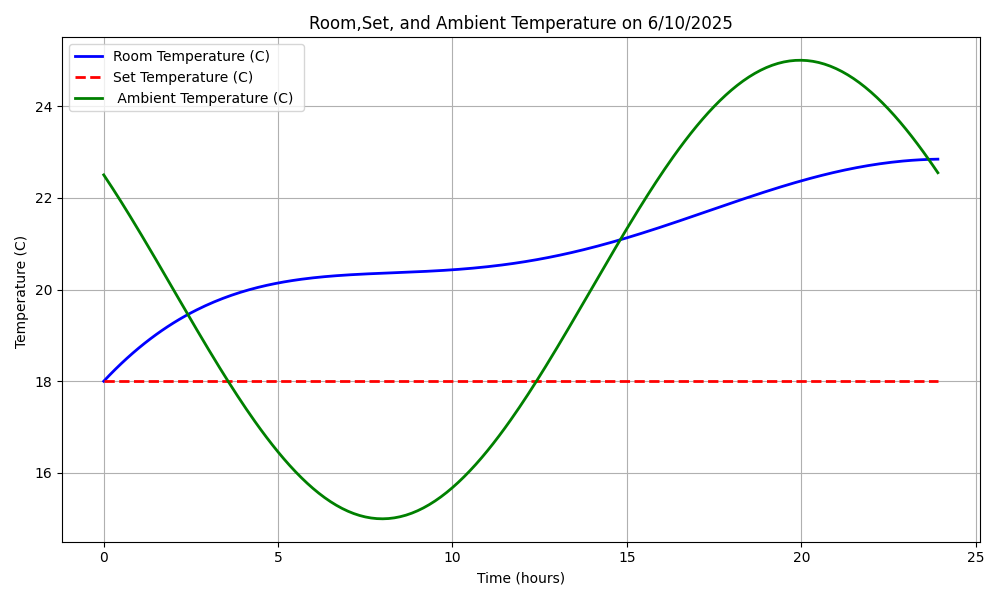 Room,Set, and Ambient Temperature on 6/10/2025
Room Temperature (C)
Set Temperature (C)
Ambient Temperature (C)
Temperature (C)
24
22
20
18
16
0 5 10 15 20 25
Time (hours)